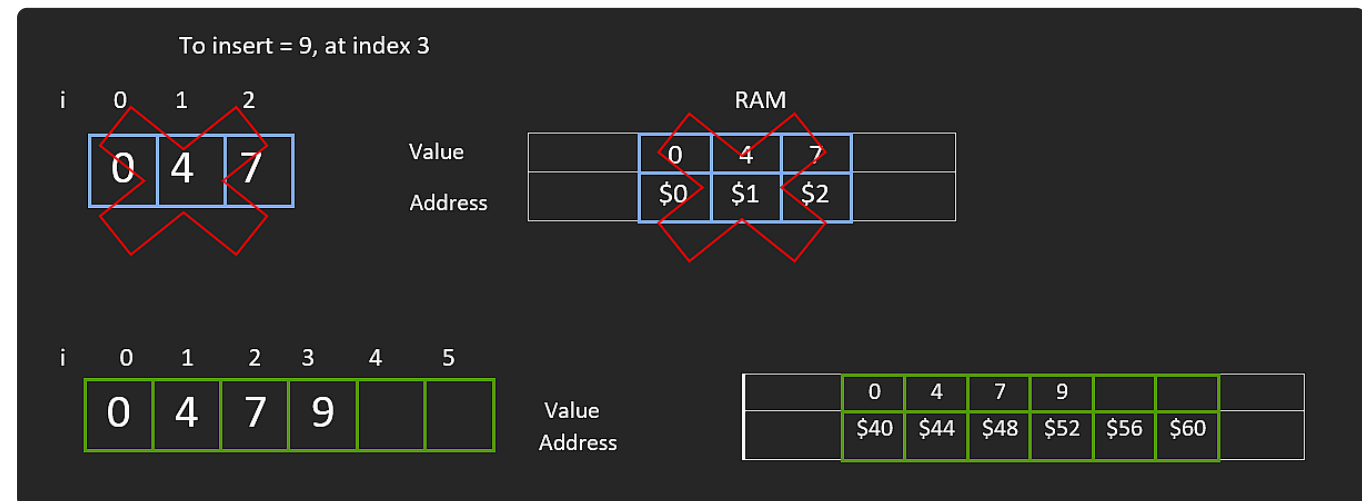 To insert = 9, at index 3
i 0 1 2
RAM
0 4 7
Value 0 4 7
Address $0 $1 $2
i 0 1 2 3 4 5
0 4 7 9
Value 0 4 7 9
Address $40 $44 $48 $52 $56 $60